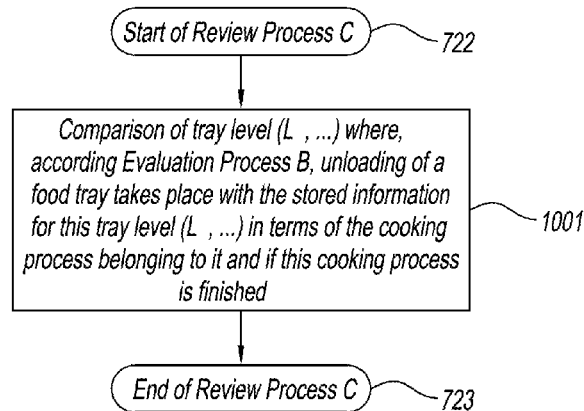 Start of Review Process C
722
Comparison of tray level (L , ...) where,
according Evaluation Process B, unloading of a
food tray takes place with the stored information
for this tray level (L , ...) in terms of the cooking
process belonging to it and if this cooking process
is finished
1001
End of Review Process C
723